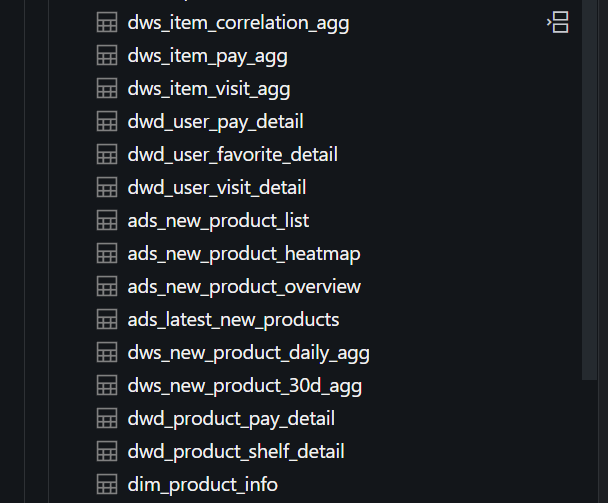 dws_item_correlation_agg
dws_item_pay_agg
dws_item_visit_agg
dwd_user_pay_detail
dwd_user_favorite_detail
dwd_user_visit_detail
ads_new_product_list
ads_new_product_heatmap
ads_new_product_overview
ads_latest_new_products
dws_new_product_daily_agg
dws_new_product_30d_agg
dwd_product_pay_detail
dwd_product_shelf_detail
dim_product_info